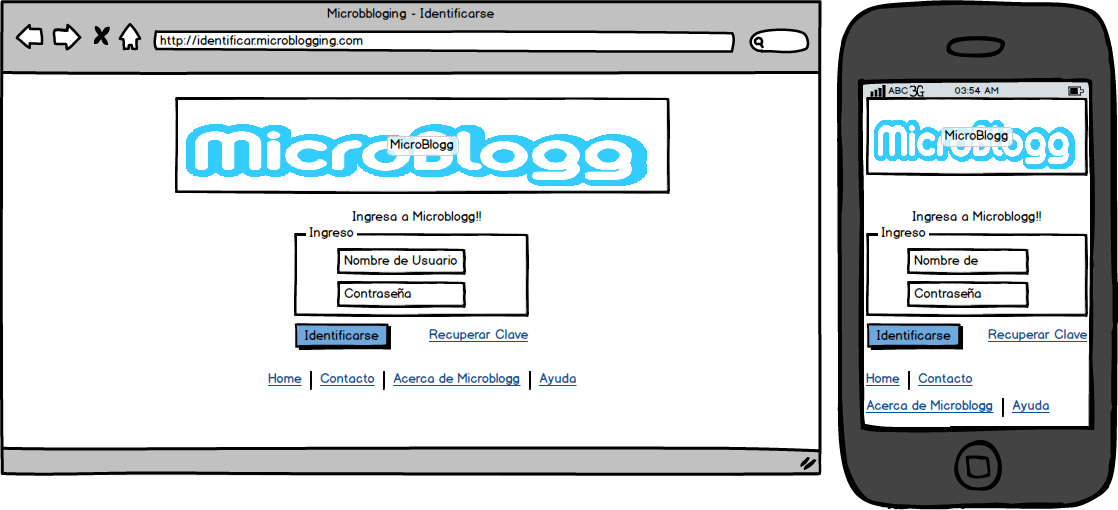 Microbbloging - Identificarse
http://identificar.microblogging.com
MicroBlogg
MicroBlogg
Ingresa a Microblogg!!
Ingreso
Nombre de Usuario
Contraseña
Identificarse
Recuperar Clave
Home
Contacto
Acerca de Microblogg
Ayuda
ABC 3G 03:54 AM
MicroBlogg
MicroBlogg
Ingresa a Microblogg!!
Ingreso
Nombre de
Contraseña
Identificarse
Recuperar Clave
Home
Contacto
Acerca de Microblogg
Ayuda